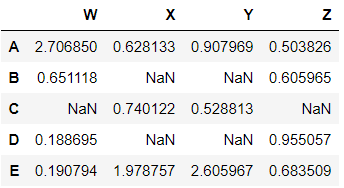 W X Y Z
A 2.706850 0.628133 0.907969 0.503826
B 0.651118 NaN NaN 0.605965
C NaN 0.740122 0.528813 NaN
D 0.188695 NaN NaN 0.955057
E 0.190794 1.978757 2.605967 0.683509